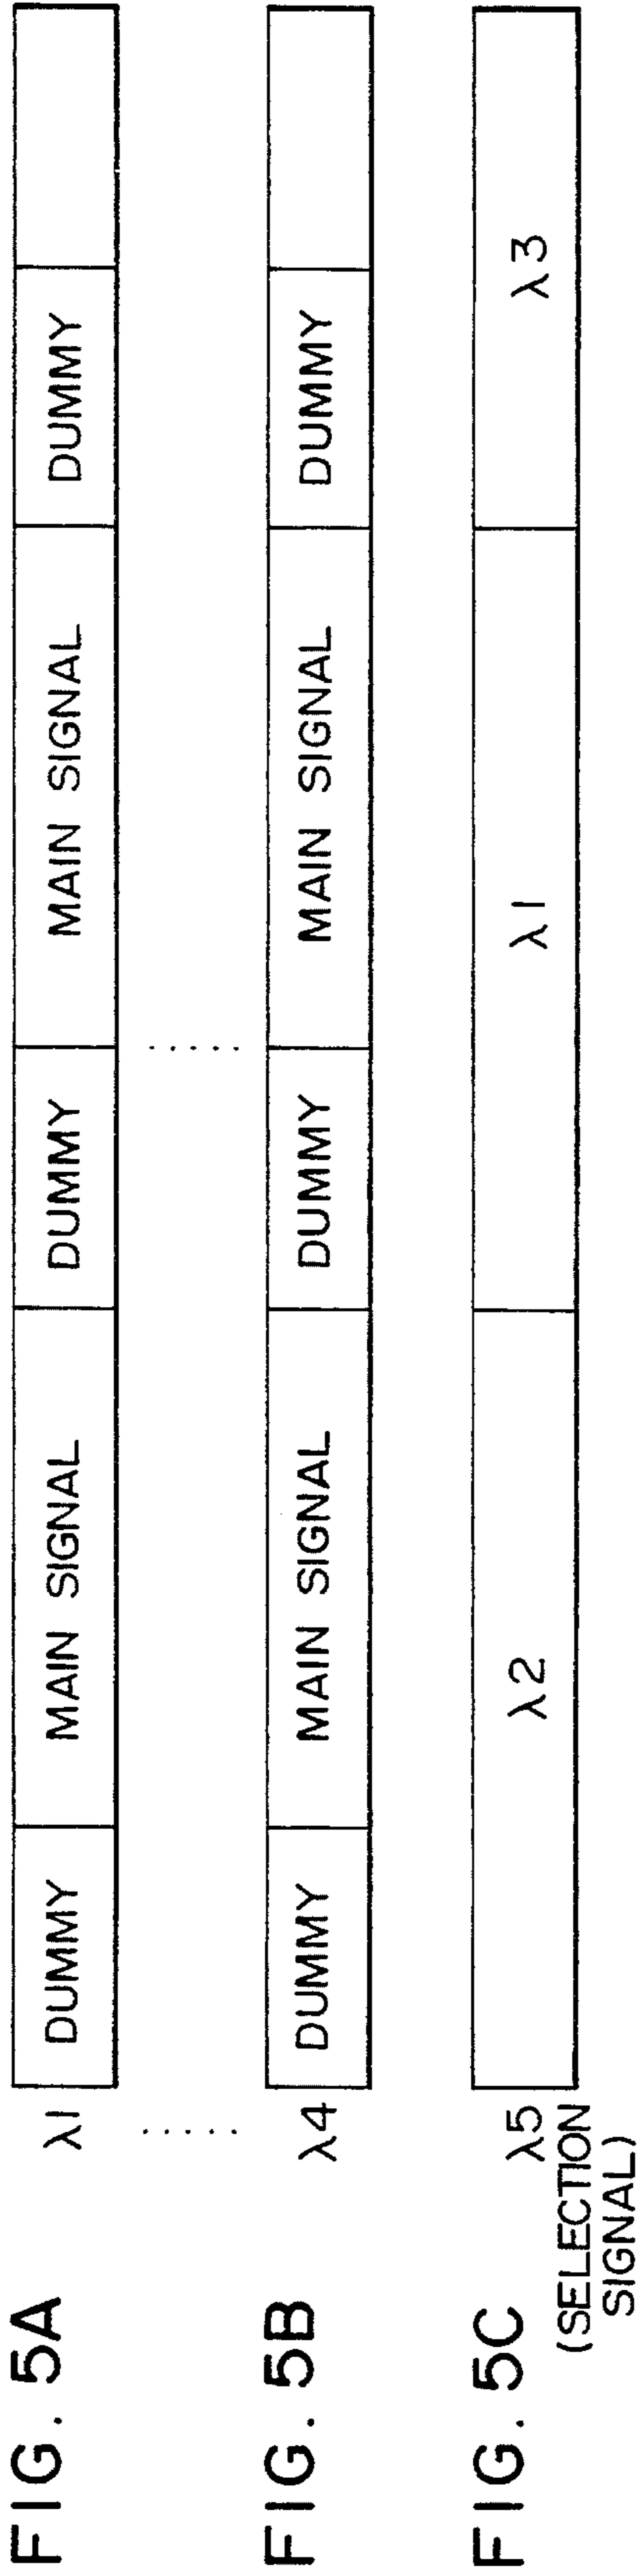 FIG. 5A
λ1
DUMMY
MAIN SIGNAL
DUMMY
MAIN SIGNAL
DUMMY
FIG. 5B
λ4
DUMMY
MAIN SIGNAL
DUMMY
MAIN SIGNAL
DUMMY
FIG. 5C
λ5
(SELECTION
SIGNAL)
λ2
λ1
λ3